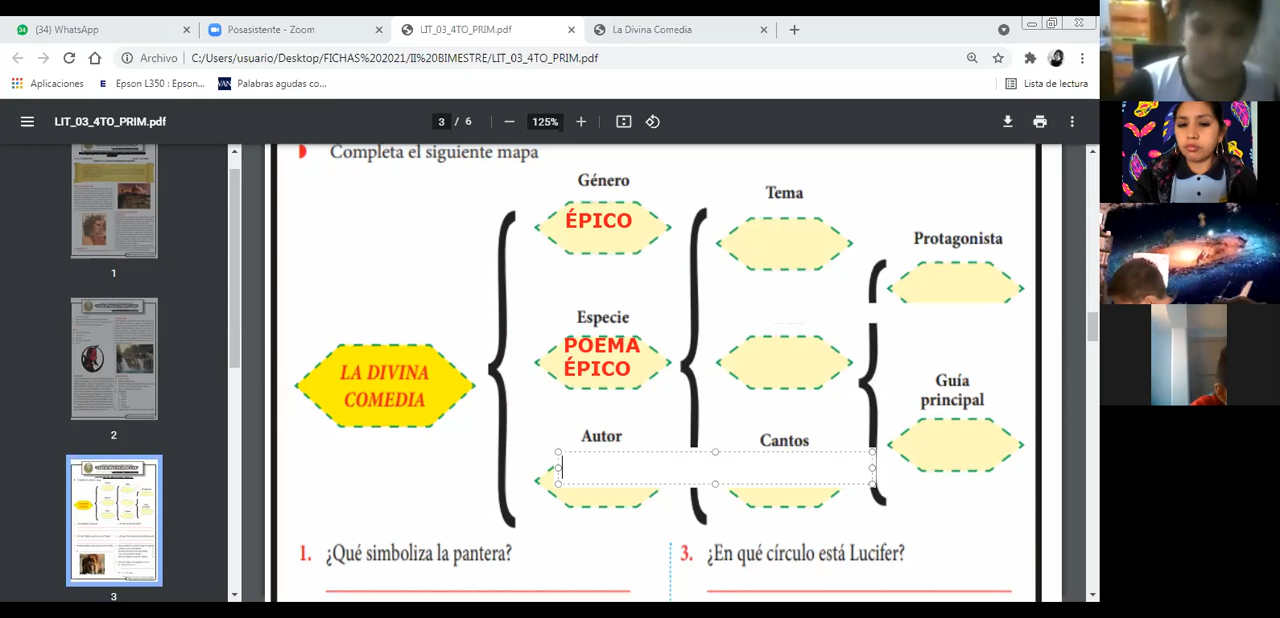 (34) WhatsApp
Posasistente - Zoom
LIT_03_4TO_PRIM.pdf
La Divina Comedia
Archivo
C:/Users/usuario/Desktop/FICHAS%202021/II%20BIMESTRE/LIT_03_4TO_PRIM.pdf
Aplicaciones
Epson L350 : Epson...
Palabras agudas co...
Lista de lectura
LIT_03_4TO_PRIM.pdf
3 / 6
125%
1
2
3
Completa el siguiente mapa
LA DIVINA
COMEDIA
Género
ÉPICO
Especie
POEMA
ÉPICO
Autor
Tema
Cantos
Protagonista
Guía
principal
1. ¿Qué simboliza la pantera?
3. ¿En qué círculo está Lucifer?